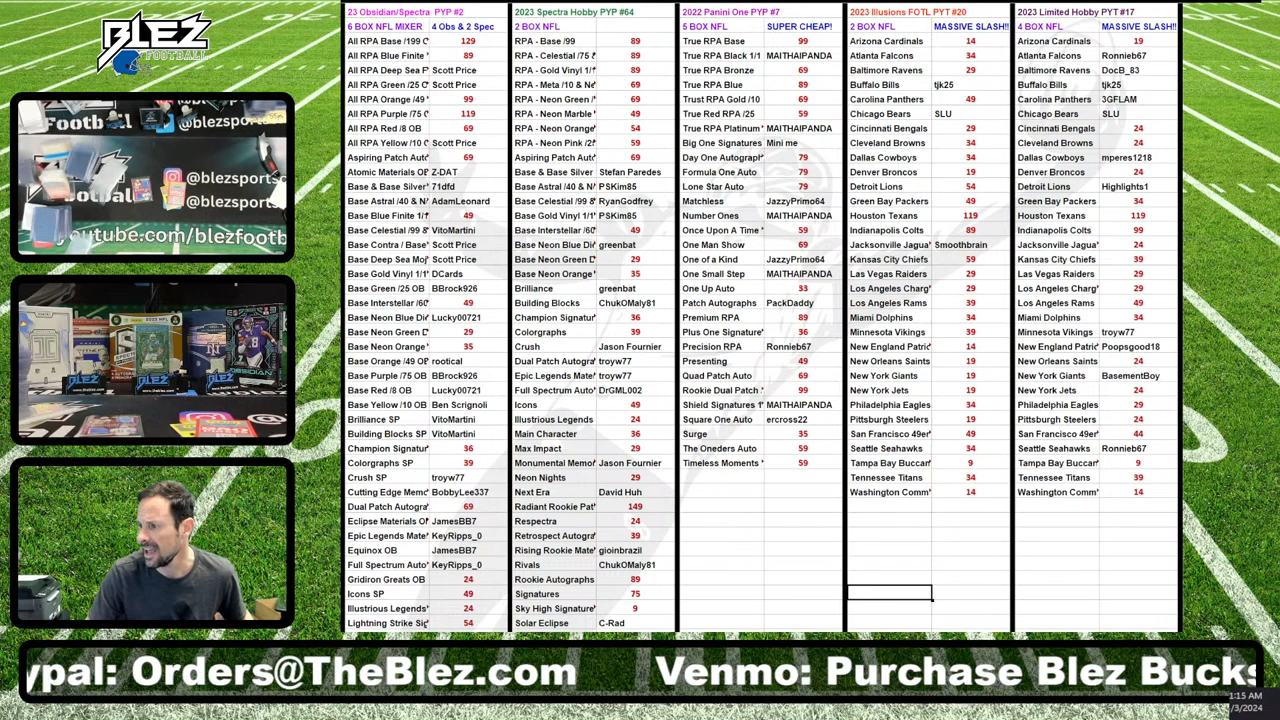 BLEZ
FOOTBALL
Football
@blezsports
@blezsportsc
@blezsports
outube.com/blezfootb
BLEZ
23 Obsidian/Spectra PYP #2
6 BOX NFL MIXER 4 Obs & 2 Spec
All RPA Base /199 129
All RPA Blue Finite 89
All RPA Deep Sea Scott Price
All RPA Green /25 Scott Price
All RPA Orange /49 99
All RPA Purple /75 119
All RPA Red /8 OB 69
All RPA Yellow /10 Scott Price
Aspiring Patch Aut 69
Atomic Materials O Z-DAT
Base & Base Silver 71dfd
Base Astral /40 & N AdamLeonard
Base Blue Finite 1/ 49
Base Celestial /99 & VitoMartini
Base Contra / Base Scott Price
Base Deep Sea Moj Scott Price
Base Gold Vinyl 1/1 DCards
Base Green /25 OB BBrock926
Base Interstellar /60 49
Base Neon Blue Di Lucky00721
Base Neon Green D 29
Base Neon Orange 35
Base Orange /49 OB rootical
Base Purple /75 OB BBrock926
Base Red /8 OB Lucky00721
Base Yellow /10 OB Ben Scrignoli
Brilliance SP VitoMartini
Building Blocks SP VitoMartini
Champion Signatur 36
Colorgraphs SP 39
Crush SP troyw77
Cutting Edge Memo BobbyLee337
Dual Patch Autogra 69
Eclipse Materials O JamesBB7
Epic Legends Mate KeyRipps_0
Equinox OB JamesBB7
Full Spectrum Auto KeyRipps_0
Gridiron Greats OB 24
Icons SP 49
Illustrious Legends 24
Lightning Strike Sig 54
2023 Spectra Hobby PYP #64
2 BOX NFL
RPA - Base /99 89
RPA - Celestial /75 89
RPA - Gold Vinyl 1/ 89
RPA - Meta /10 & Ne 69
RPA - Neon Green / 69
RPA - Neon Marble 49
RPA - Neon Orange 54
RPA - Neon Pink /2 59
Aspiring Patch Aut 69
Base & Base Silver Stefan Paredes
Base Astral /40 & N PSKim85
Base Celestial /99 & RyanGodfrey
Base Gold Vinyl 1/1 PSKim85
Base Interstellar /60 49
Base Neon Blue Di greenbat
Base Neon Green D 29
Base Neon Orange 35
Brilliance greenbat
Building Blocks ChukOMaly81
Champion Signatur 36
Colorgraphs 39
Crush Jason Fournier
Dual Patch Autogra troyw77
Epic Legends Mate troyw77
Full Spectrum Auto DrGML002
Icons 49
Illustrious Legends 24
Main Character 36
Max Impact 29
Monumental Memo Jason Fournier
Neon Nights 29
Next Era David Huh
Radiant Rookie Pat 149
Respectra 24
Retrospect Autogra 39
Rising Rookie Mate gioinbrazil
Rivals ChukOMaly81
Rookie Autographs 89
Signatures 75
Sky High Signature 9
Solar Eclipse C-Rad
2022 Panini One PYP #7
5 BOX NFL SUPER CHEAP!
True RPA Base 99
True RPA Black 1/1 MAITHAIPANDA
True RPA Bronze 69
True RPA Blue 89
Trust RPA Gold /10 69
True Red RPA /25 59
True RPA Platinum MAITHAIPANDA
Big One Signatures Mini me
Day One Autograph 79
Formula One Auto 79
Lone Star Auto 79
Matchless JazzyPrimo64
Number Ones MAITHAIPANDA
Once Upon A Time 59
One Man Show 69
One of a Kind JazzyPrimo64
One Small Step MAITHAIPANDA
One Up Auto 33
Patch Autographs PackDaddy
Premium RPA 89
Plus One Signature 36
Precision RPA Ronnieb67
Presenting 49
Quad Patch Auto 69
Rookie Dual Patch 99
Shield Signatures 1 MAITHAIPANDA
Square One Auto ercross22
Surge 35
The Oneders Auto 59
Timeless Moments 59
2023 Illusions FOTL PYT #20
2 BOX NFL MASSIVE SLASH!!
Arizona Cardinals 14
Atlanta Falcons 34
Baltimore Ravens 29
Buffalo Bills tjk25
Carolina Panthers 49
Chicago Bears SLU
Cincinnati Bengals 29
Cleveland Browns 34
Dallas Cowboys 34
Denver Broncos 19
Detroit Lions 54
Green Bay Packers 49
Houston Texans 119
Indianapolis Colts 89
Jacksonville Jagua Smoothbrain
Kansas City Chiefs 59
Las Vegas Raiders 29
Los Angeles Charg 29
Los Angeles Rams 39
Miami Dolphins 34
Minnesota Vikings 39
New England Patric 14
New Orleans Saints 19
New York Giants 19
New York Jets 19
Philadelphia Eagles 34
Pittsburgh Steelers 19
San Francisco 49er 49
Seattle Seahawks 34
Tampa Bay Buccan 9
Tennessee Titans 34
Washington Comm 14
2023 Limited Hobby PYT #17
4 BOX NFL MASSIVE SLASH!!
Arizona Cardinals 19
Atlanta Falcons Ronnieb67
Baltimore Ravens DocB_83
Buffalo Bills tjk25
Carolina Panthers 3GFLAM
Chicago Bears SLU
Cincinnati Bengals 24
Cleveland Browns 24
Dallas Cowboys mperes1218
Denver Broncos 24
Detroit Lions Highlights1
Green Bay Packers 34
Houston Texans 119
Indianapolis Colts 99
Jacksonville Jagua 24
Kansas City Chiefs 39
Las Vegas Raiders 29
Los Angeles Charg 29
Los Angeles Rams 49
Miami Dolphins 34
Minnesota Vikings troyw77
New England Patric Poopsgood18
New Orleans Saints 24
New York Giants BasementBoy
New York Jets 24
Philadelphia Eagles 29
Pittsburgh Steelers 24
San Francisco 49er 44
Seattle Seahawks Ronnieb67
Tampa Bay Buccan 9
Tennessee Titans 39
Washington Comm 14
ypal: Orders@TheBlez.com Venmo: Purchase Blez Bucks
1:15 AM
/3/2024